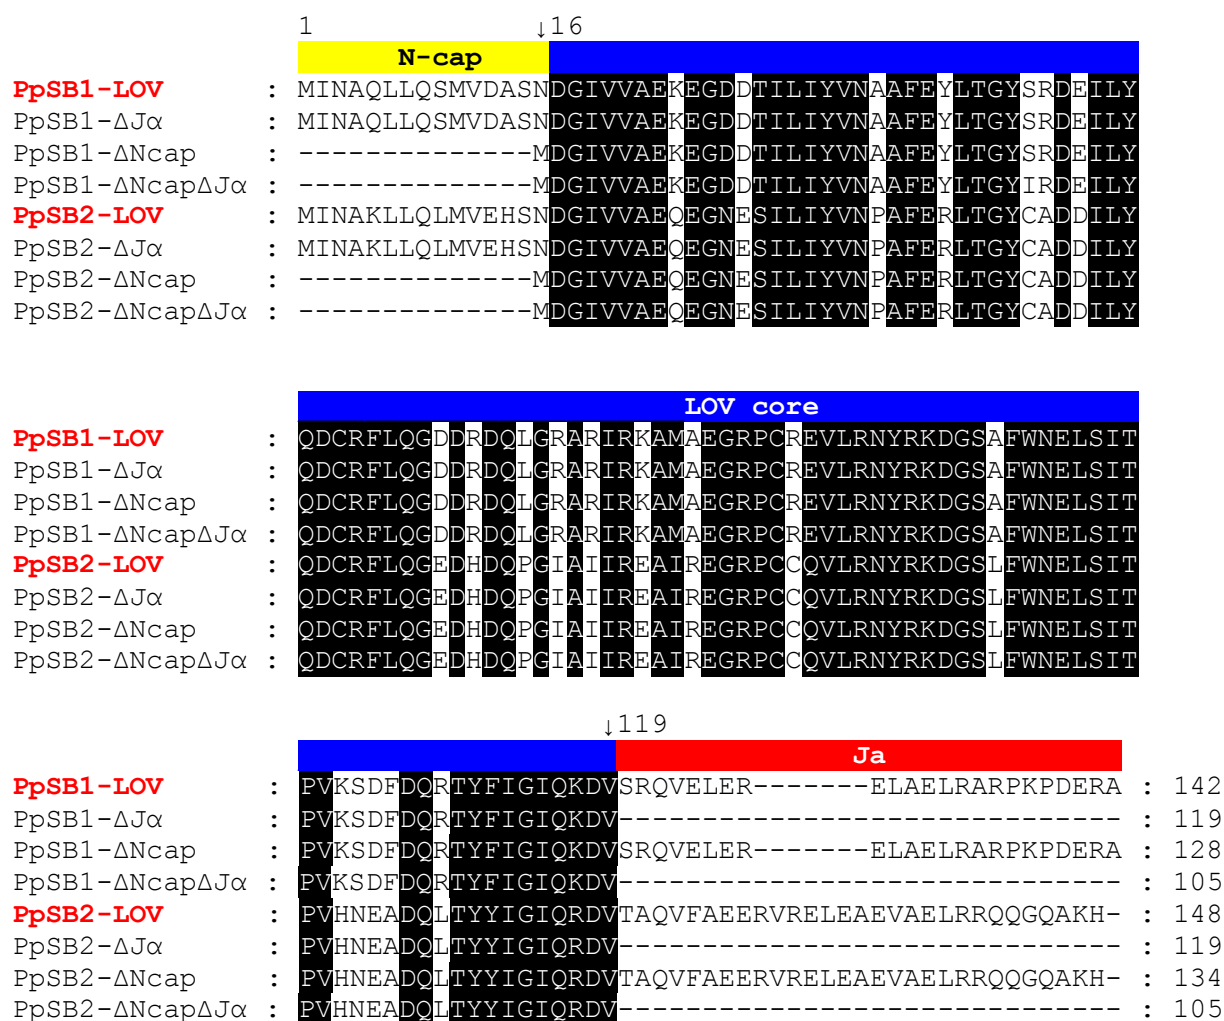 1 ↓16
N-cap
PpSB1-LOV : MINAQLLQSMVDASNDGIVVAEKEGDDTILIYVNAAFEYLTGYSRDEILY
PpSB1-ΔJα : MINAQLLQSMVDASNDGIVVAEKEGDDTILIYVNAAFEYLTGYSRDEILY
PpSB1-ΔNcap : --------------MDGIVVAEKEGDDTILIYVNAAFEYLTGYSRDEILY
PpSB1-ΔNcapΔJα : --------------MDGIVVAEKEGDDTILIYVNAAFEYLTGYIRDEILY
PpSB2-LOV : MINAKLLQLMVEHSNDGIVVAEQEGNESILIYVNPAFERLTGYCADDILY
PpSB2-ΔJα : MINAKLLQLMVEHSNDGIVVAEQEGNESILIYVNPAFERLTGYCADDILY
PpSB2-ΔNcap : --------------MDGIVVAEQEGNESILIYVNPAFERLTGYCADDILY
PpSB2-ΔNcapΔJα : --------------MDGIVVAEQEGNESILIYVNPAFERLTGYCADDILY
LOV core
PpSB1-LOV : QDCRFLQGDDRDQLGRARIRKAMAEGRPCREVLRNYRKDGSAFWNELSIT
PpSB1-ΔJα : QDCRFLQGDDRDQLGRARIRKAMAEGRPCREVLRNYRKDGSAFWNELSIT
PpSB1-ΔNcap : QDCRFLQGDDRDQLGRARIRKAMAEGRPCREVLRNYRKDGSAFWNELSIT
PpSB1-ΔNcapΔJα : QDCRFLQGDDRDQLGRARIRKAMAEGRPCREVLRNYRKDGSAFWNELSIT
PpSB2-LOV : QDCRFLQGEDHDQPGIAIIREAIREGRPCCQVLRNYRKDGSLFWNELSIT
PpSB2-ΔJα : QDCRFLQGEDHDQPGIAIIREAIREGRPCCQVLRNYRKDGSLFWNELSIT
PpSB2-ΔNcap : QDCRFLQGEDHDQPGIAIIREAIREGRPCCQVLRNYRKDGSLFWNELSIT
PpSB2-ΔNcapΔJα : QDCRFLQGEDHDQPGIAIIREAIREGRPCCQVLRNYRKDGSLFWNELSIT
↓119
Ja
PpSB1-LOV : PVKSDFDQRTYFIGIQKDVSRQVELER-------ELAELRARPKPDERA : 142
PpSB1-ΔJα : PVKSDFDQRTYFIGIQKDV------------------------------ : 119
PpSB1-ΔNcap : PVKSDFDQRTYFIGIQKDVSRQVELER-------ELAELRARPKPDERA : 128
PpSB1-ΔNcapΔJα : PVKSDFDQRTYFIGIQKDV------------------------------ : 105
PpSB2-LOV : PVHNEADQLTYYIGIQRDVTAQVFAEERVRELEAEVAELRRQQGQAKH- : 148
PpSB2-ΔJα : PVHNEADQLTYYIGIQRDV------------------------------ : 119
PpSB2-ΔNcap : PVHNEADQLTYYIGIQRDVTAQVFAEERVRELEAEVAELRRQQGQAKH- : 134
PpSB2-ΔNcapΔJα : PVHNEADQLTYYIGIQRDV------------------------------ : 105